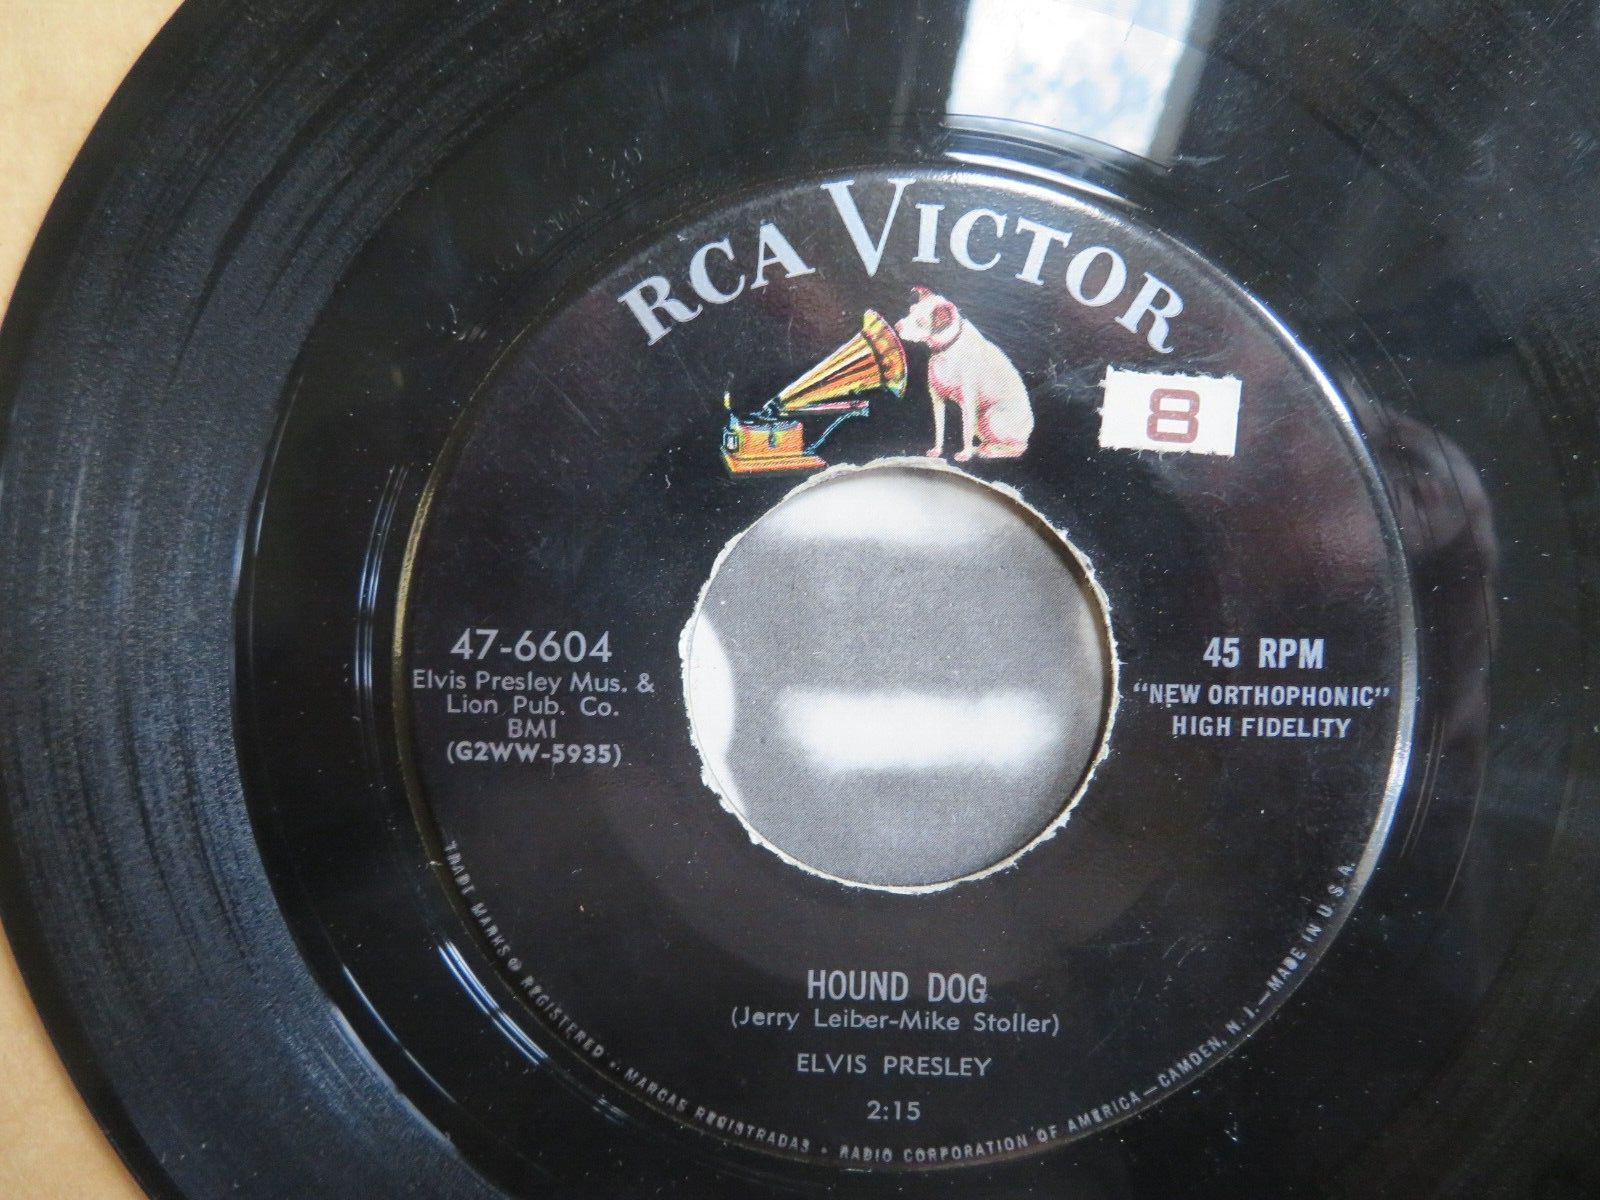 RCA VICTOR
8
47-6604
Elvis Presley Mus. &
Lion Pub. Co.
BMI
(G2WW-5935)
45 RPM
"NEW ORTHOPHONIC"
HIGH FIDELITY
HOUND DOG
(Jerry Leiber-Mike Stoller)
ELVIS PRESLEY
2:15
TRADE MARKS ® REGISTERED • MARCAS REGISTRADAS • RADIO CORPORATION OF AMERICA—CAMDEN, N. J.—MADE IN U. S. A.